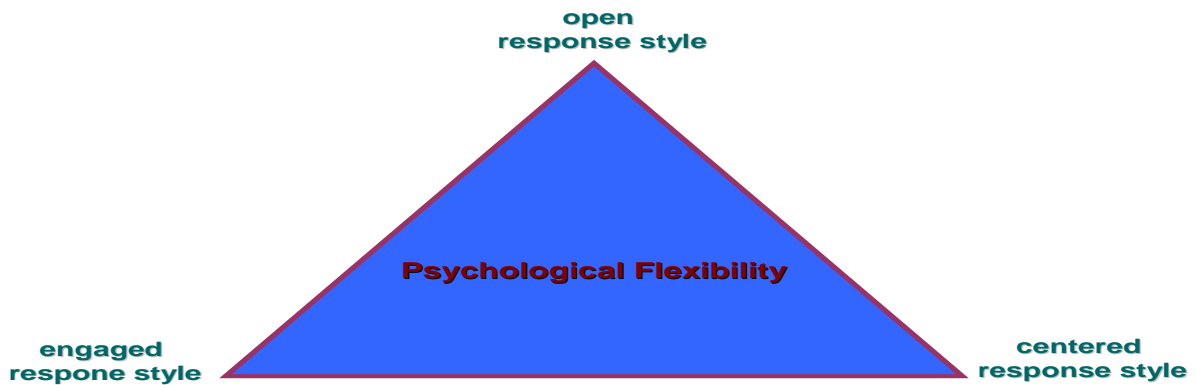 open
response style
Psychological Flexibility
engaged
respone style
centered
response style